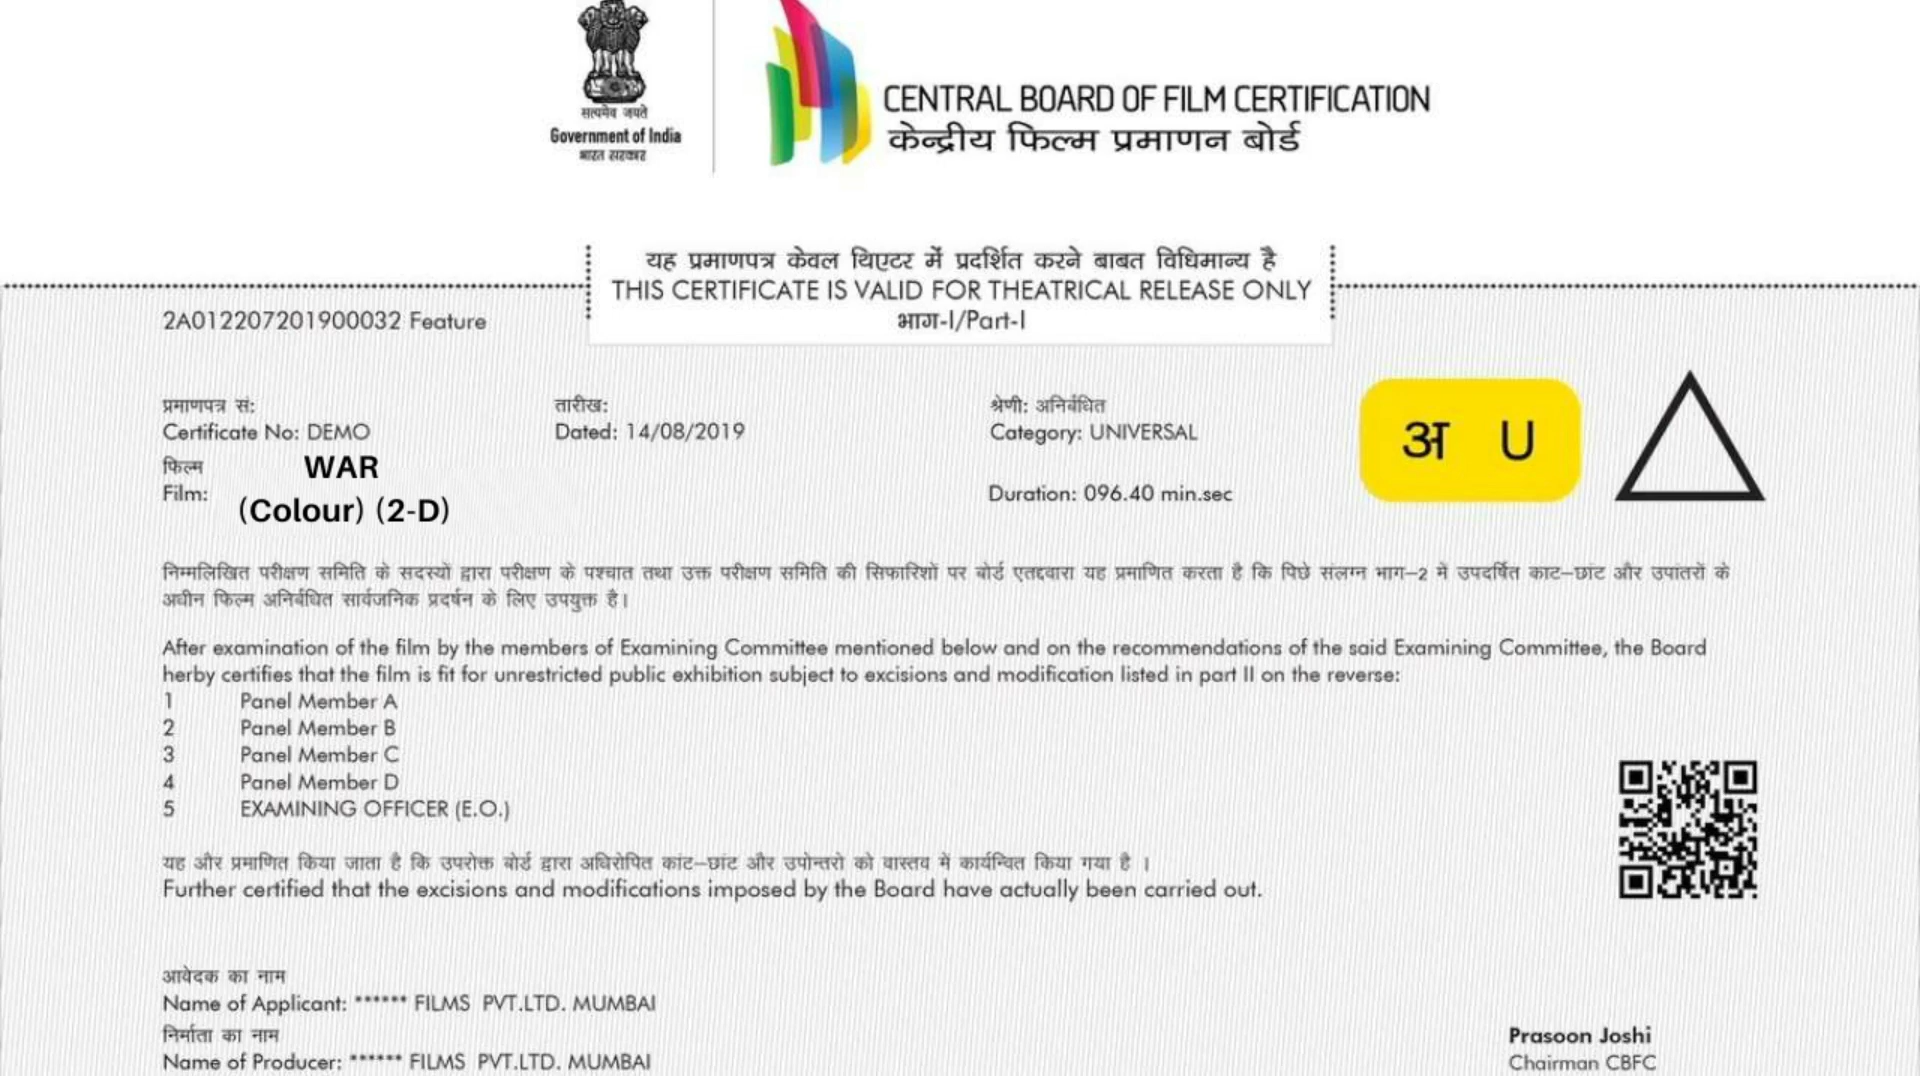 सत्यमेव जयते
Government of India
भारत सरकार
CENTRAL BOARD OF FILM CERTIFICATION
केन्द्रीय फिल्म प्रमाणन बोर्ड
यह प्रमाणपत्र केवल थिएटर में प्रदर्शित करने बाबत विधिमान्य है
THIS CERTIFICATE IS VALID FOR THEATRICAL RELEASE ONLY
भाग-I/Part-I
2A012207201900032 Feature
प्रमाणपत्र सं:
तारीख:
श्रेणी: अनिर्बंधित
Certificate No: DEMO
Dated: 14/08/2019
Category: UNIVERSAL
अ U
फिल्म
WAR
Film:
(Colour) (2-D)
Duration: 096.40 min.sec
निम्मलिखित परीक्षण समिति के सदस्यों द्वारा परीक्षण के पश्चात तथा उक्त परीक्षण समिति की सिफारिशों पर बोर्ड एतद्दवारा यह प्रमाणित करता है कि पिछे संलग्न भाग–2 में उपदर्षित काट–छांट और उपांतरों के
अधीन फिल्म अनिर्बंधित सार्वजनिक प्रदर्षन के लिए उपयुक्त है।
After examination of the film by the members of Examining Committee mentioned below and on the recommendations of the said Examining Committee, the Board
herby certifies that the film is fit for unrestricted public exhibition subject to excisions and modification listed in part II on the reverse:
1 Panel Member A
2 Panel Member B
3 Panel Member C
4 Panel Member D
5 EXAMINING OFFICER (E.O.)
यह और प्रमाणित किया जाता है कि उपरोक्त बोर्ड द्वारा अधिरोपित कांट–छांट और उपोन्तरो को वास्तव में कार्यन्वित किया गया है ।
Further certified that the excisions and modifications imposed by the Board have actually been carried out.
आवेदक का नाम
Name of Applicant: ****** FILMS PVT.LTD. MUMBAI
निर्माता का नाम
Name of Producer: ****** FILMS PVT.LTD. MUMBAI
Prasoon Joshi
Chairman CBFC